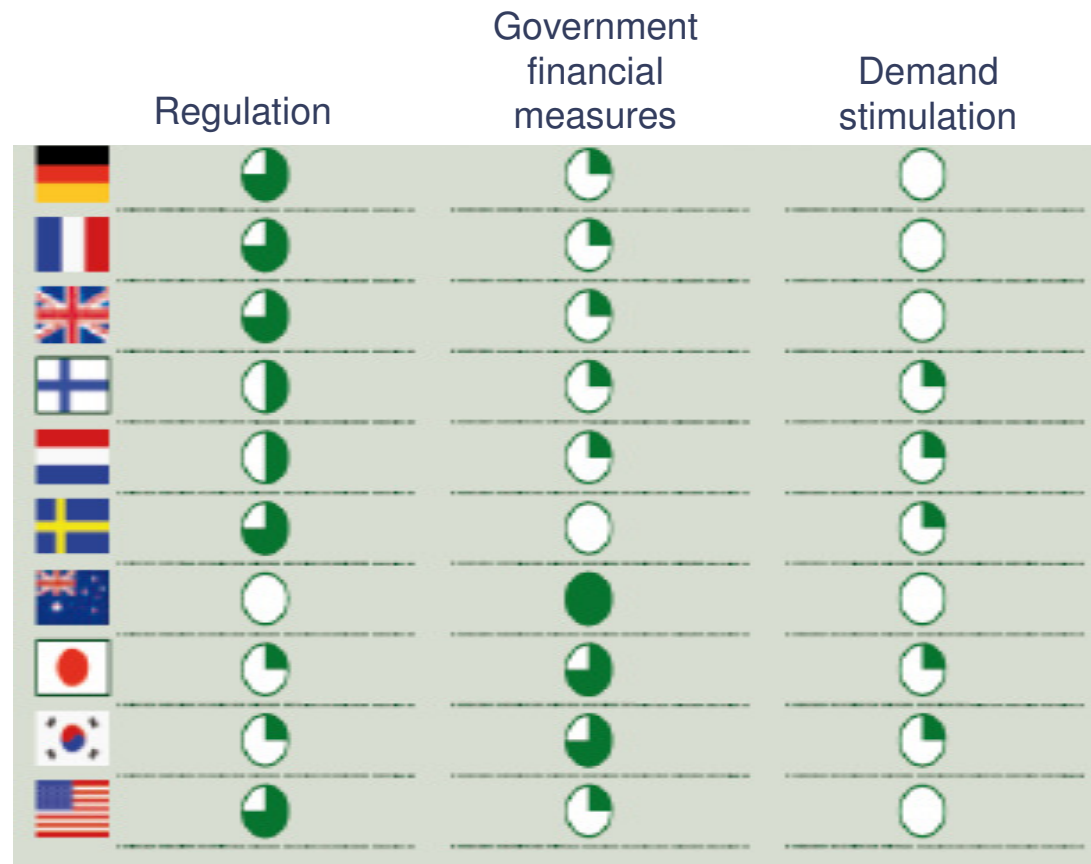 Regulation
Government
financial
measures
Demand
stimulation